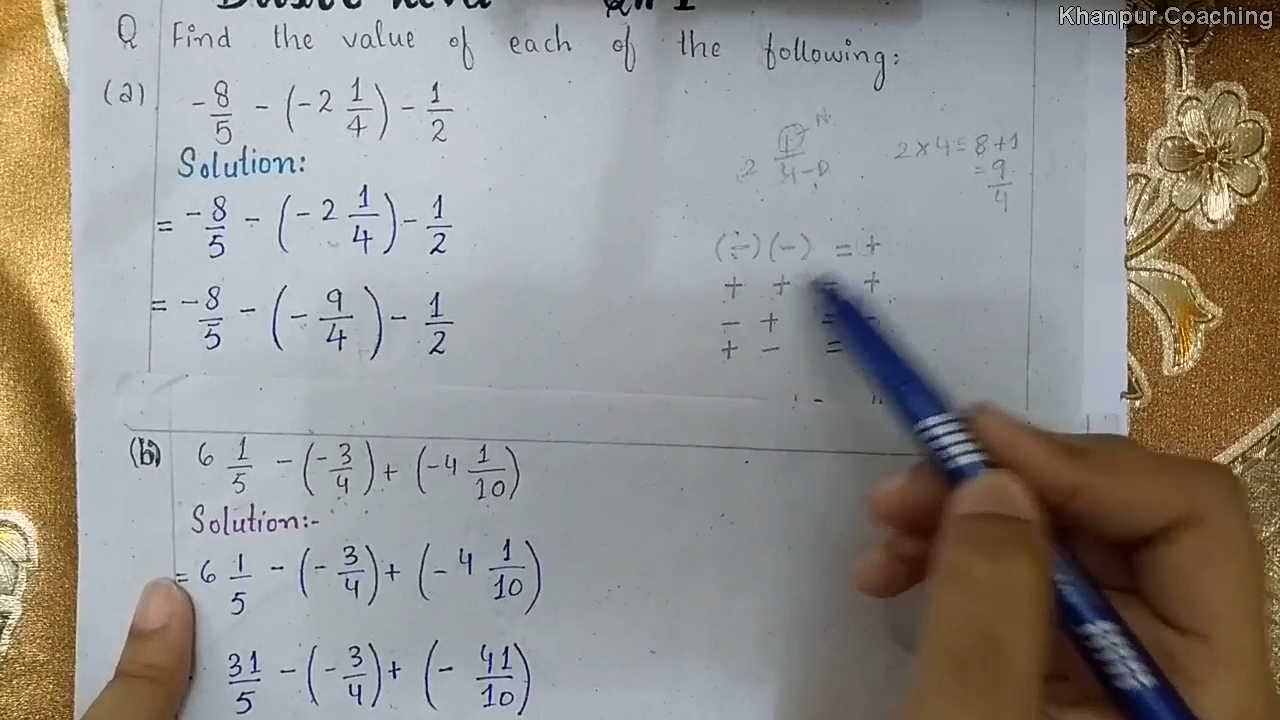 Khanpur Coaching
Q Find the value of each of the following:
(a) -8/5 - (-2 1/4) - 1/2
Solution:
= -8/5 - (-2 1/4) - 1/2
= -8/5 - (-9/4) - 1/2
2 1/4 - N - D
2 × 4 = 8 + 1
= 9/4
(-)(-) = +
+ + = +
- + = -
+ - =
(b) 6 1/5 - (-3/4) + (-4 1/10)
Solution:-
= 6 1/5 - (-3/4) + (-4 1/10)
31/5 - (-3/4) + (-41/10)